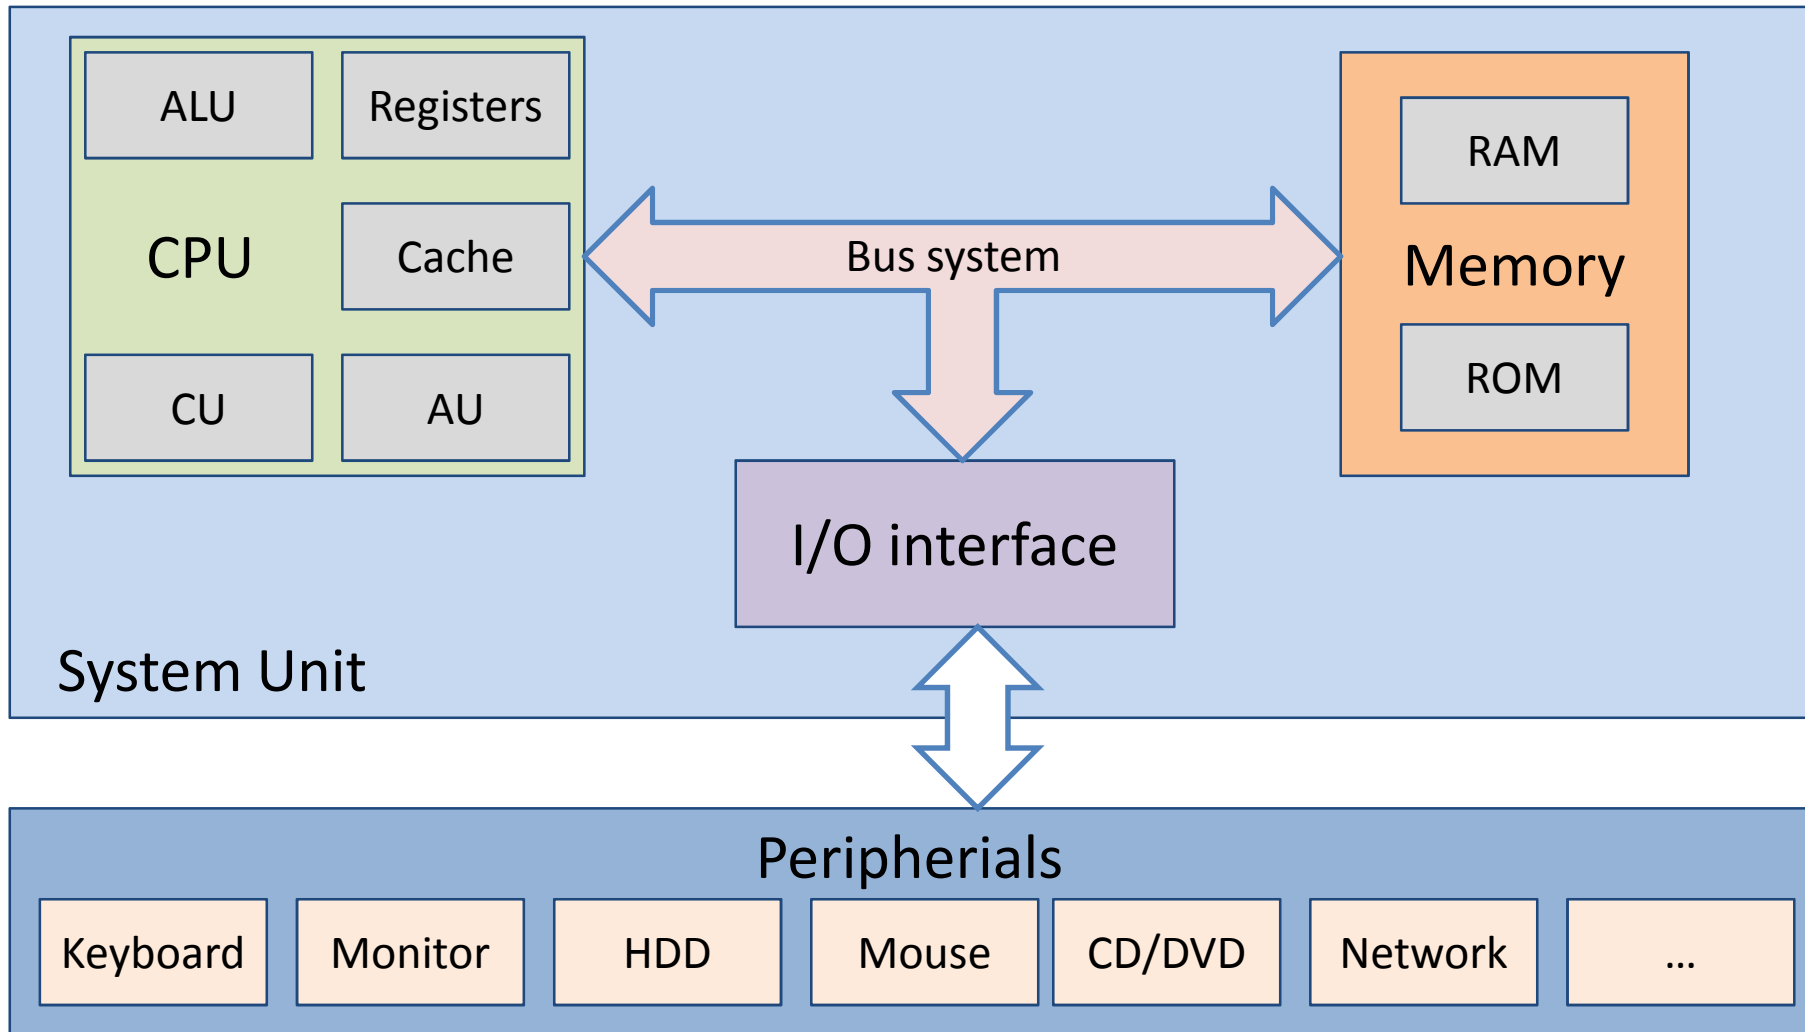 ALU
Registers
CPU
Cache
CU
AU
Bus system
RAM
Memory
ROM
I/O interface
System Unit
Peripherials
Keyboard
Monitor
HDD
Mouse
CD/DVD
Network
...